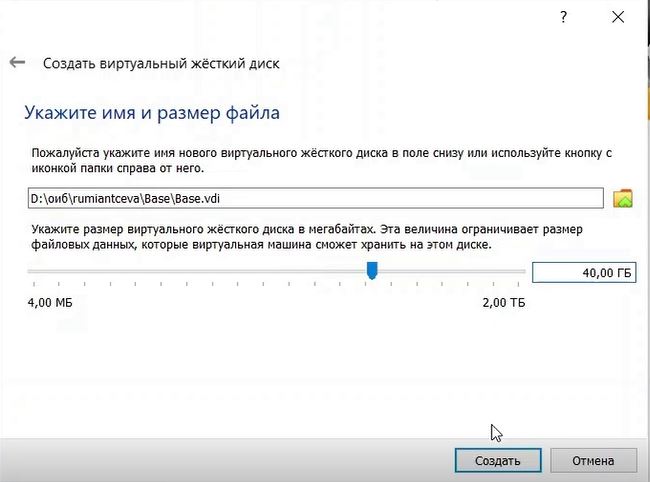 ?
Создать виртуальный жёсткий диск
Укажите имя и размер файла
Пожалуйста укажите имя нового виртуального жёсткого диска в поле снизу или используйте кнопку с
иконкой папки справа от него.
D:\оиб\rumiantceva\Base\Base.vdi
Укажите размер виртуального жёсткого диска в мегабайтах. Эта величина ограничивает размер
файловых данных, которые виртуальная машина сможет хранить на этом диске.
40,00 ГБ
4,00 МБ 2,00 ТБ
Создать Отмена